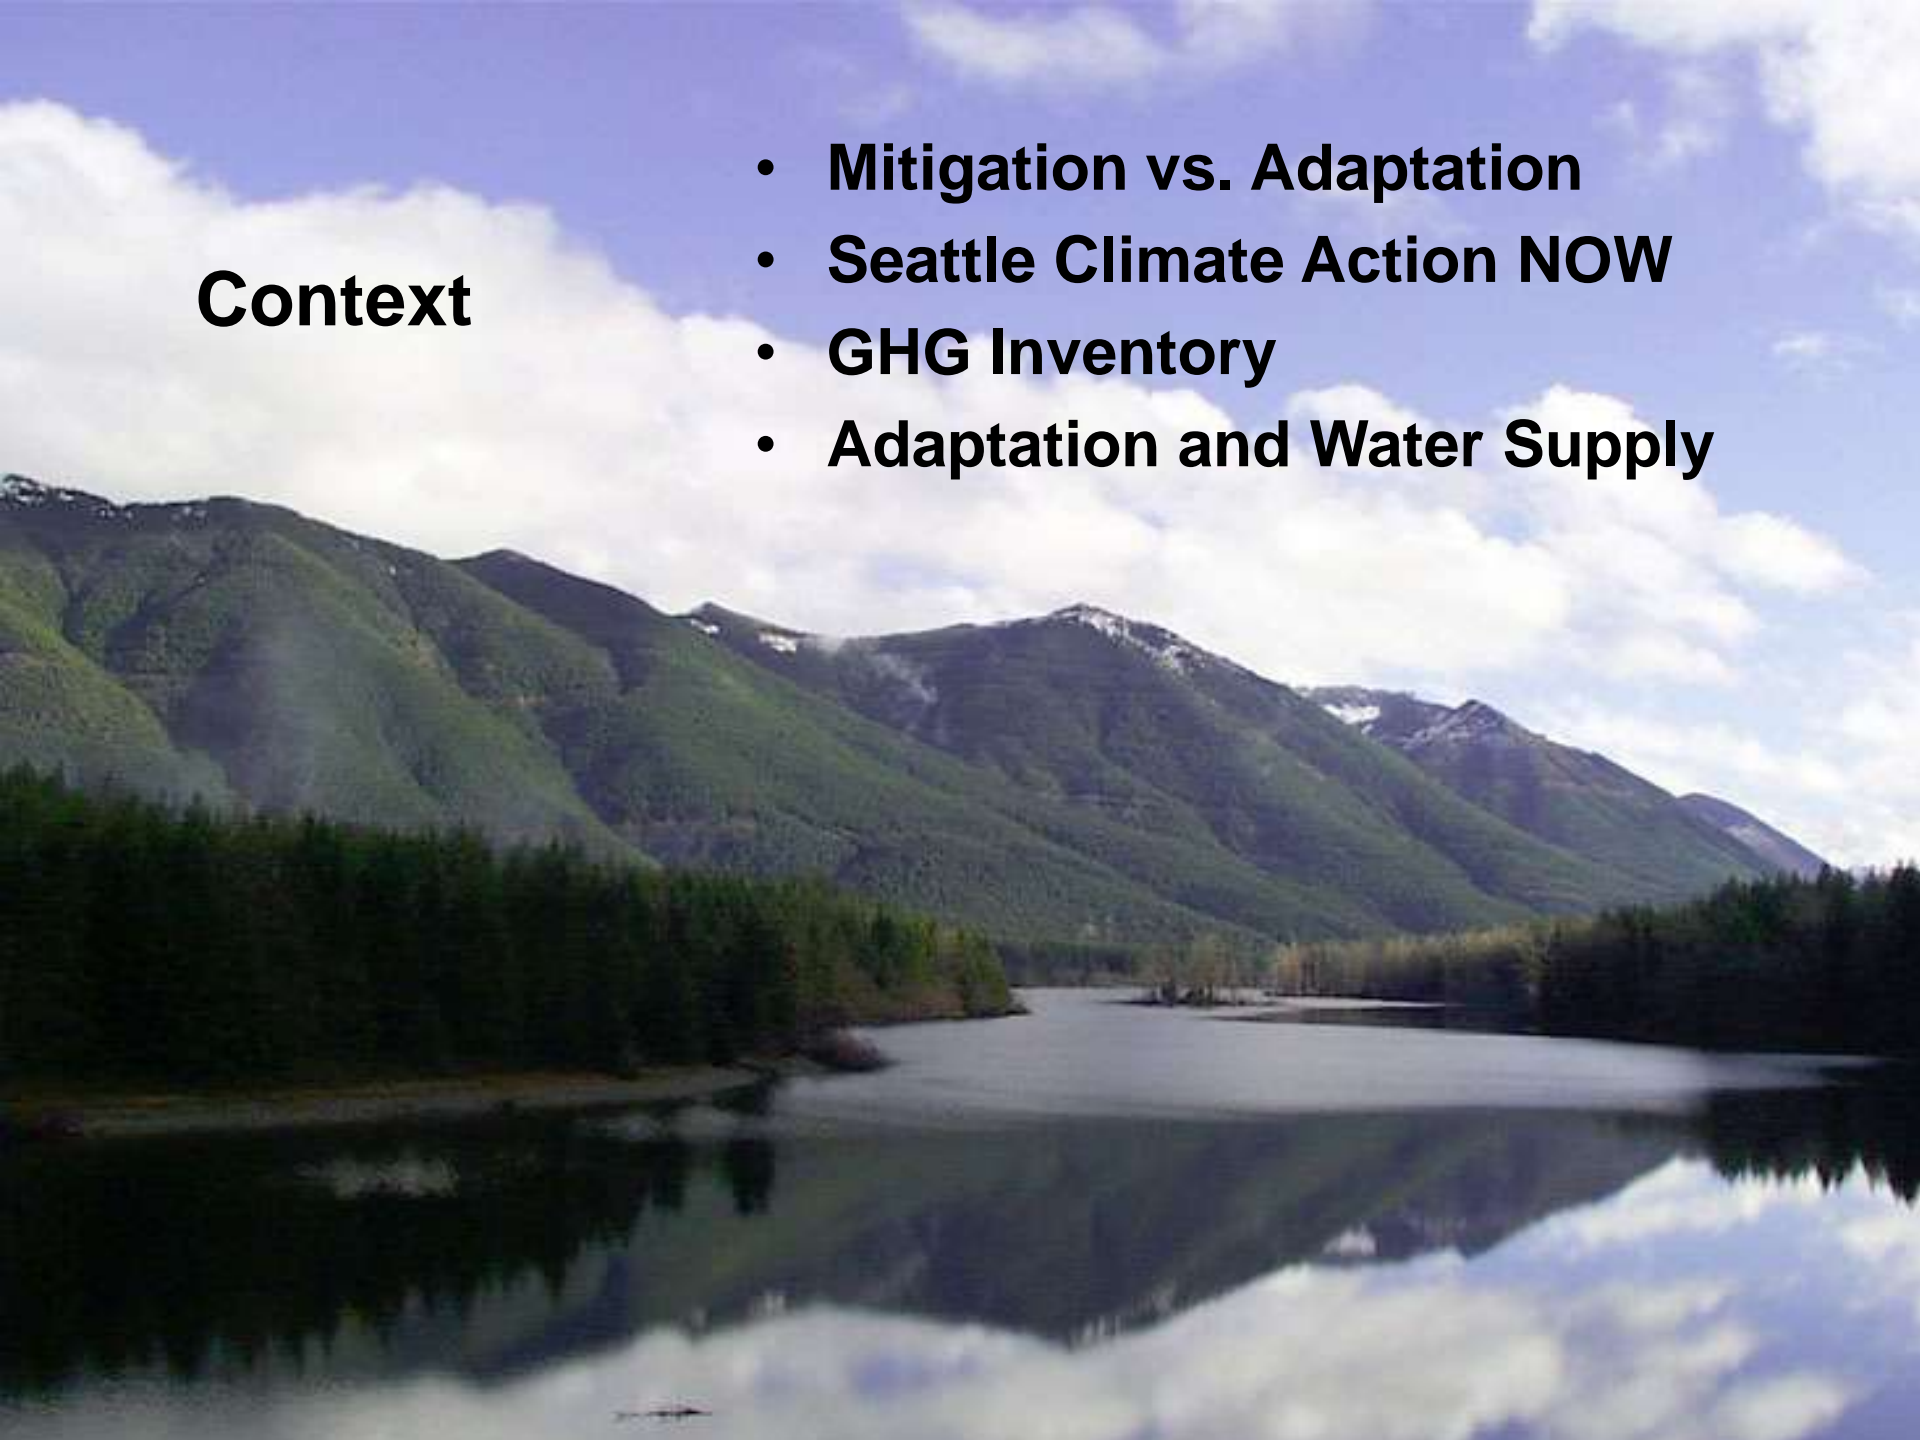 Context
• Mitigation vs. Adaptation
• Seattle Climate Action NOW
• GHG Inventory
• Adaptation and Water Supply